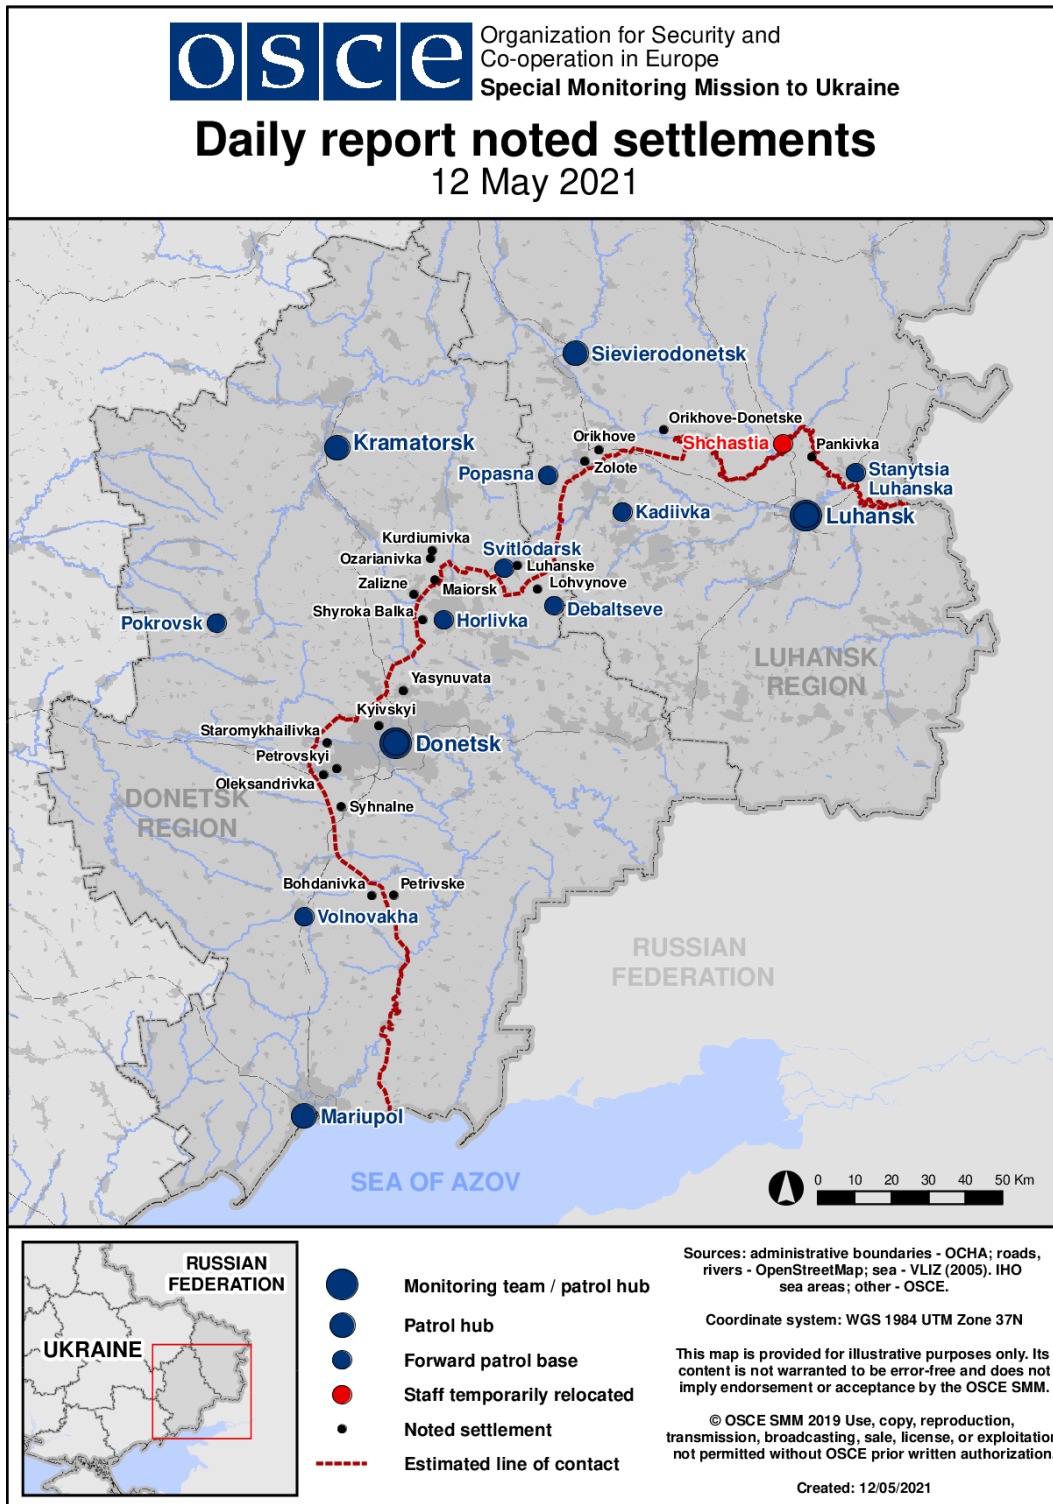 osce
Organization for Security and
Co-operation in Europe
Special Monitoring Mission to Ukraine
Daily report noted settlements
12 May 2021
Sievierodonetsk
Orikhove-Donetske
Kramatorsk
Orikhove
Shchastia
Pankivka
Zolote
Popasna
Stanytsia
Luhanska
Kadiivka
Luhansk
Kurdiumivka
Ozarianivka
Svitlodarsk
Luhanske
Zalizne
Maiorsk
Lohvynove
Shyroka Balka
Debaltseve
Pokrovsk
Horlivka
LUHANSK
REGION
Yasynuvata
Kyivskyi
Staromykhailivka
Donetsk
Petrovskyi
Oleksandrivka
DONETSK
REGION
Syhnalne
Bohdanivka
Petrivske
Volnovakha
RUSSIAN
FEDERATION
Mariupol
SEA OF AZOV
0 10 20 30 40 50 Km
RUSSIAN
FEDERATION
UKRAINE
Monitoring team / patrol hub
Patrol hub
Forward patrol base
Staff temporarily relocated
Noted settlement
Estimated line of contact
Sources: administrative boundaries - OCHA; roads,
rivers - OpenStreetMap; sea - VLIZ (2005). IHO
sea areas; other - OSCE.
Coordinate system: WGS 1984 UTM Zone 37N
This map is provided for illustrative purposes only. Its
content is not warranted to be error-free and does not
imply endorsement or acceptance by the OSCE SMM.
© OSCE SMM 2019 Use, copy, reproduction,
transmission, broadcasting, sale, license, or exploitation
not permitted without OSCE prior written authorization.
Created: 12/05/2021